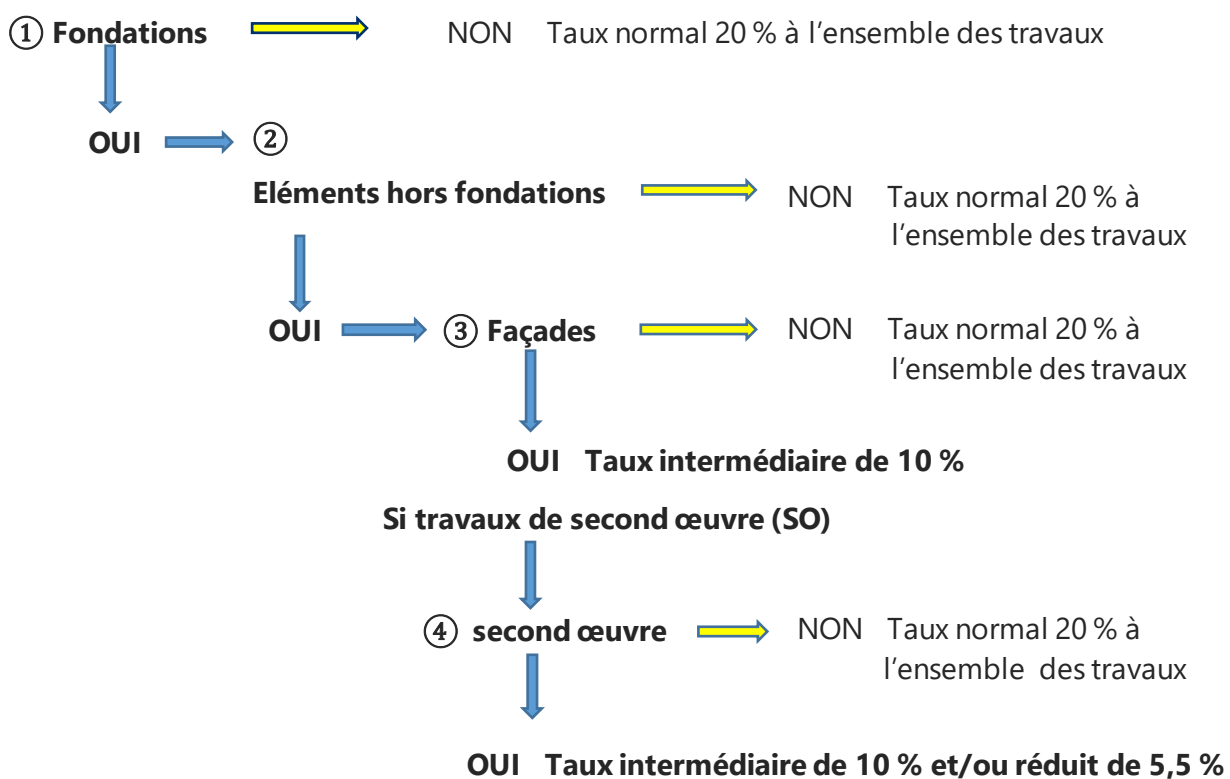 ① Fondations NON Taux normal 20 % à l’ensemble des travaux
OUI ②
Eléments hors fondations NON Taux normal 20 % à
l’ensemble des travaux
OUI ③ Façades NON Taux normal 20 % à
l’ensemble des travaux
OUI Taux intermédiaire de 10 %
Si travaux de second œuvre (SO)
④ second œuvre NON Taux normal 20 % à
l’ensemble des travaux
OUI Taux intermédiaire de 10 % et/ou réduit de 5,5 %